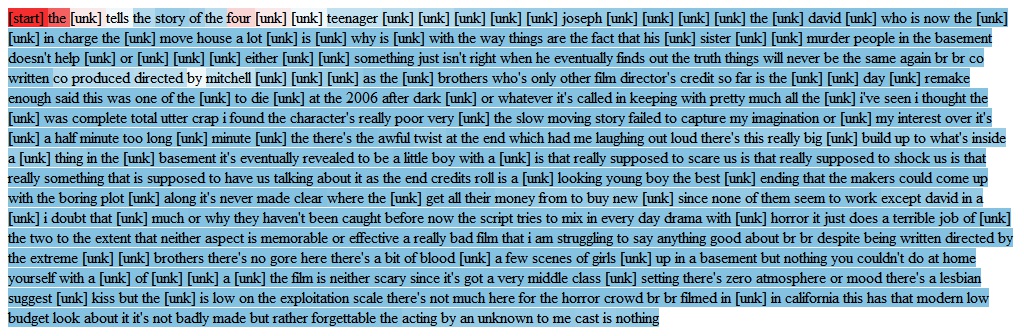 [start] the [unk] tells the story of the four [unk] [unk] teenager [unk] [unk] [unk] [unk] [unk] joseph [unk] [unk] [unk] the [unk] david [unk] who is now the [unk]
[unk] in charge the [unk] move house a lot [unk] is [unk] why is [unk] with the way things are the fact that his [unk] sister [unk] [unk] murder people in the basement
doesn't help [unk] or [unk] [unk] [unk] either [unk] [unk] something just isn't right when he eventually finds out the truth things will never be the same again br br co
written co produced directed by mitchell [unk] [unk] [unk] as the [unk] brothers who's only other film director's credit so far is the [unk] [unk] day [unk] remake
enough said this was one of the [unk] to die [unk] at the 2006 after dark [unk] or whatever it's called in keeping with pretty much all the [unk] i've seen i thought the
[unk] was complete total utter crap i found the character's really poor very [unk] the slow moving story failed to capture my imagination or [unk] my interest over it's
[unk] a half minute too long [unk] minute [unk] the there's the awful twist at the end which had me laughing out loud there's this really big [unk] build up to what's inside
a [unk] thing in the [unk] basement it's eventually revealed to be a little boy with a [unk] is that really supposed to scare us is that really supposed to shock us is that
really something that is supposed to have us talking about it as the end credits roll is a [unk] looking young boy the best [unk] ending that the makers could come up
with the boring plot [unk] along it's never made clear where the [unk] get all their money from to buy new [unk] since none of them seem to work except david in a
[unk] i doubt that [unk] much or why they haven't been caught before now the script tries to mix in every day drama with [unk] horror it just does a terrible job of [unk]
the two to the extent that neither aspect is memorable or effective a really bad film that i am struggling to say anything good about br br despite being written directed by
the extreme [unk] brothers there's no gore here there's a bit of blood [unk] a few scenes of girls [unk] up in a basement but nothing you couldn't do at home
yourself with a [unk] of [unk] [unk] a [unk] the film is neither scary since it's got a very middle class [unk] setting there's zero atmosphere or mood there's a lesbian
suggest [unk] kiss but the [unk] is low on the exploitation scale there's not much here for the horror crowd br br filmed in [unk] in california this has that modern low
budget look about it it's not badly made but rather forgettable the acting by an unknown to me cast is nothing